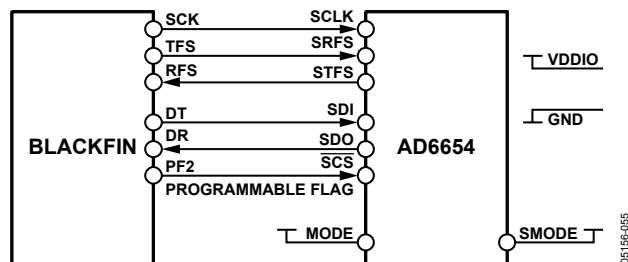 SCK SCLK
TFS SRFS
RFS STFS
VDDIO
DT SDI
GND
DR SDO
BLACKFIN AD6654
PF2 SCS
PROGRAMMABLE FLAG
MODE SMODE
05156-055